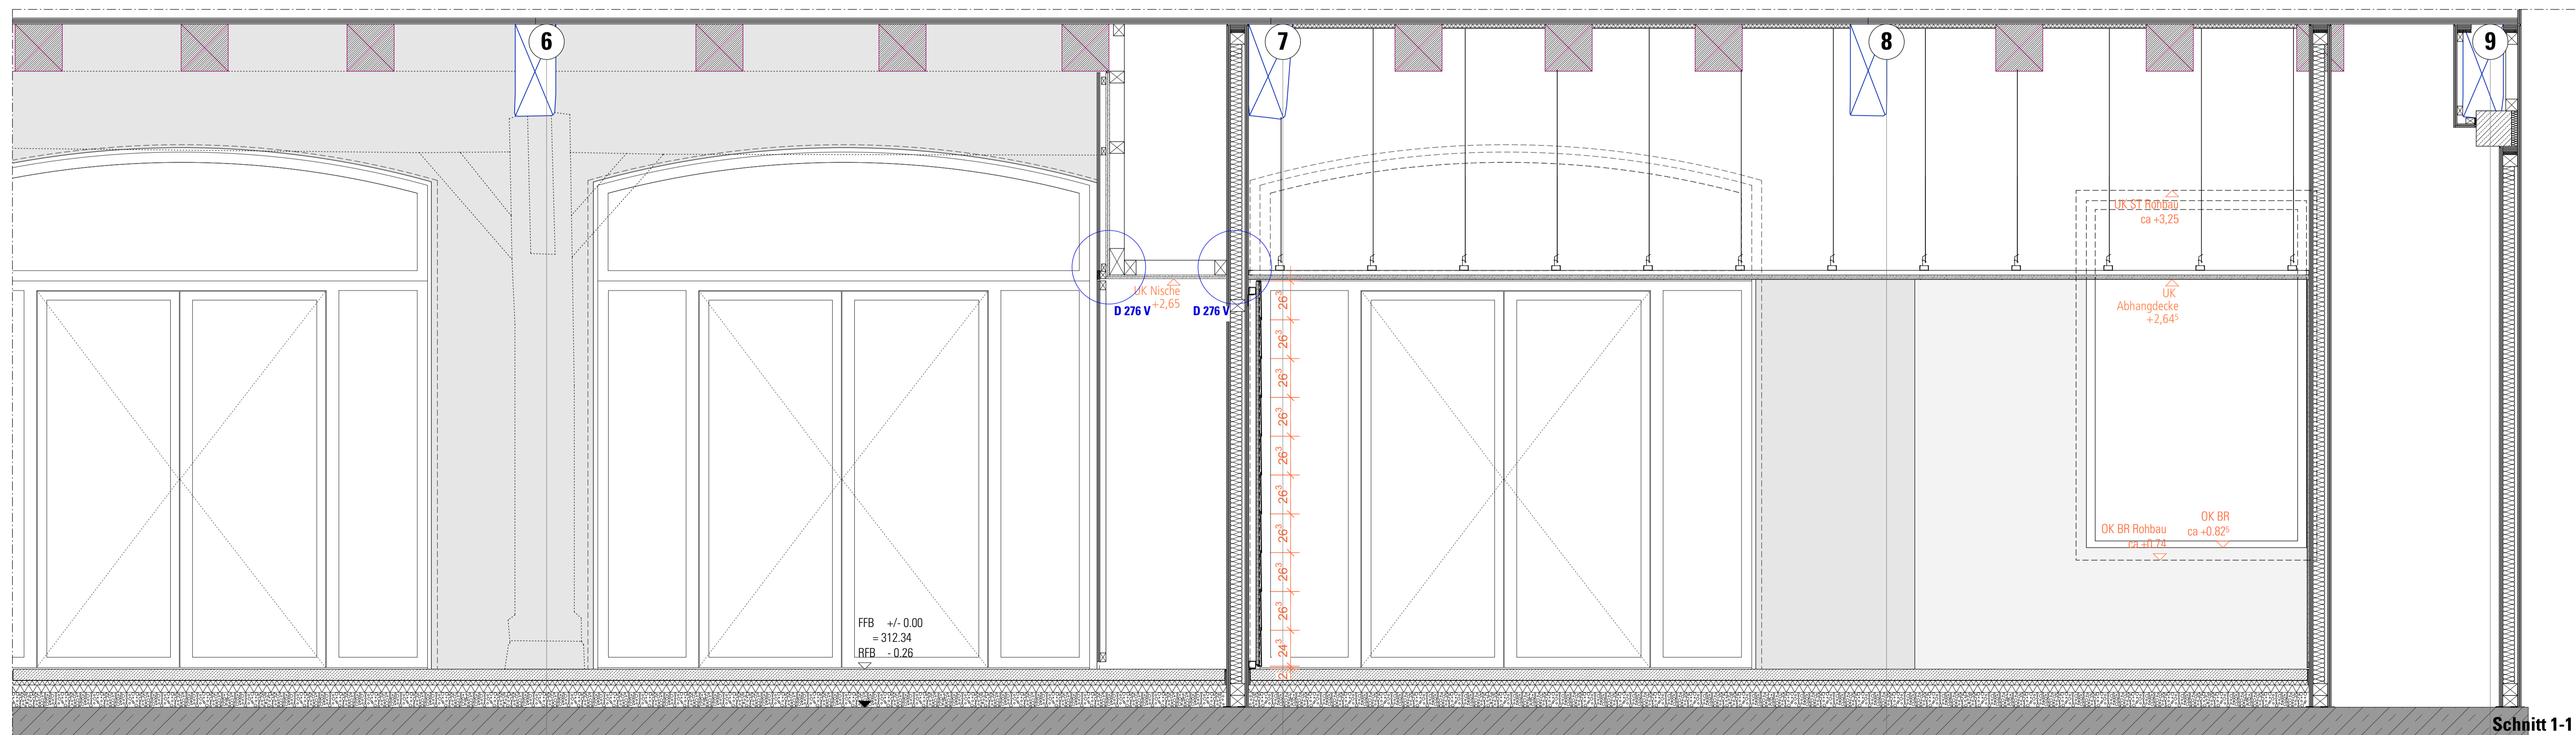 6
7
8
9
UK ST Rohbau
ca +3,25
UK Nische
+2,65
D 276 V
D 276 V
UK
Abhangdecke
+2,64⁵
26³
26³
26³
26³
26³
26³
26³
26³
26³
24³
2
OK BR
ca +0.82⁵
OK BR Rohbau
ca +0.74
FFB +/- 0.00
= 312.34
RFB - 0.26
Schnitt 1-1